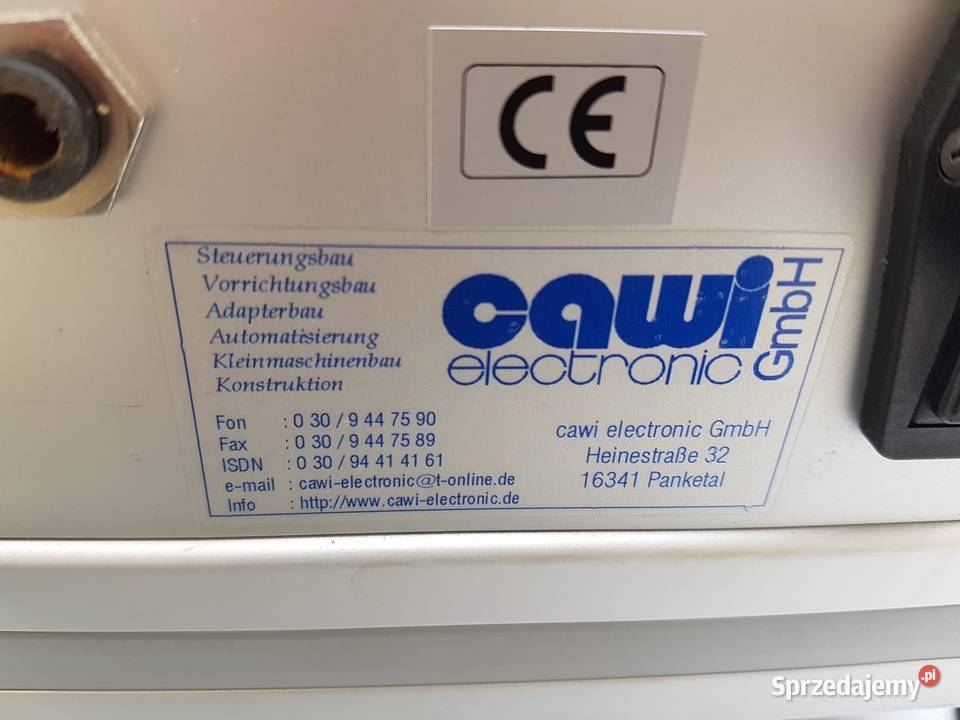 CE
Steuerungsbau
Vorrichtungsbau
Adapterbau
Automatisierung
Kleinmaschinenbau
Konstruktion
cawi
electronic
GmbH
Fon : 0 30 / 9 44 75 90
Fax : 0 30 / 9 44 75 89
ISDN : 0 30 / 94 41 41 61
e-mail : cawi-electronic@t-online.de
Info : http://www.cawi-electronic.de
cawi electronic GmbH
Heinestraße 32
16341 Panketal
Sprzedajemy.pl